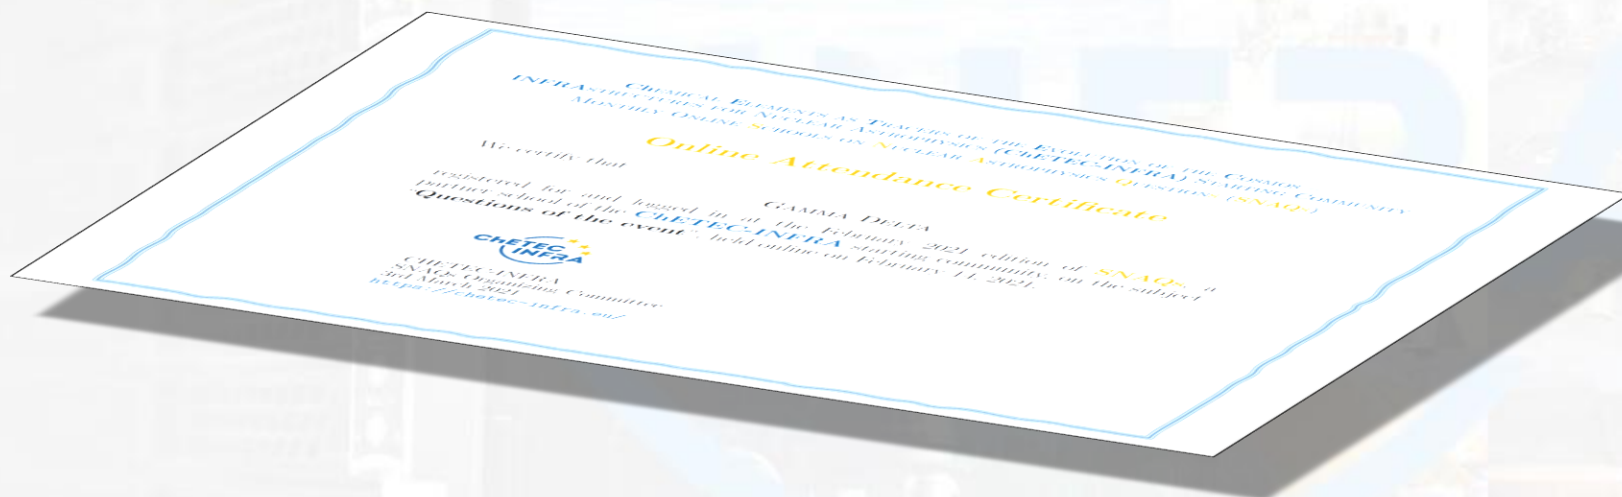 Chemical Elements as Tracers of the Evolution of the Cosmos
INFRAstructures for Nuclear Astrophysics (ChETEC-INFRA) Starting Community
Monthly Online Schools on Nuclear Astrophysics Questions (SNAQs)
Online Attendance Certificate
We certify that
Gamma Delta
registered for and logged in at the February 2021 edition of SNAQs, a
partner school of the ChETEC-INFRA starting community, on the subject
"Questions of the event", held online on February 11, 2021.
ChETEC
INFRA
CHETEC-INFRA
SNAQs Organizing Committee
3rd March 2021
https://chetec-infra.eu/